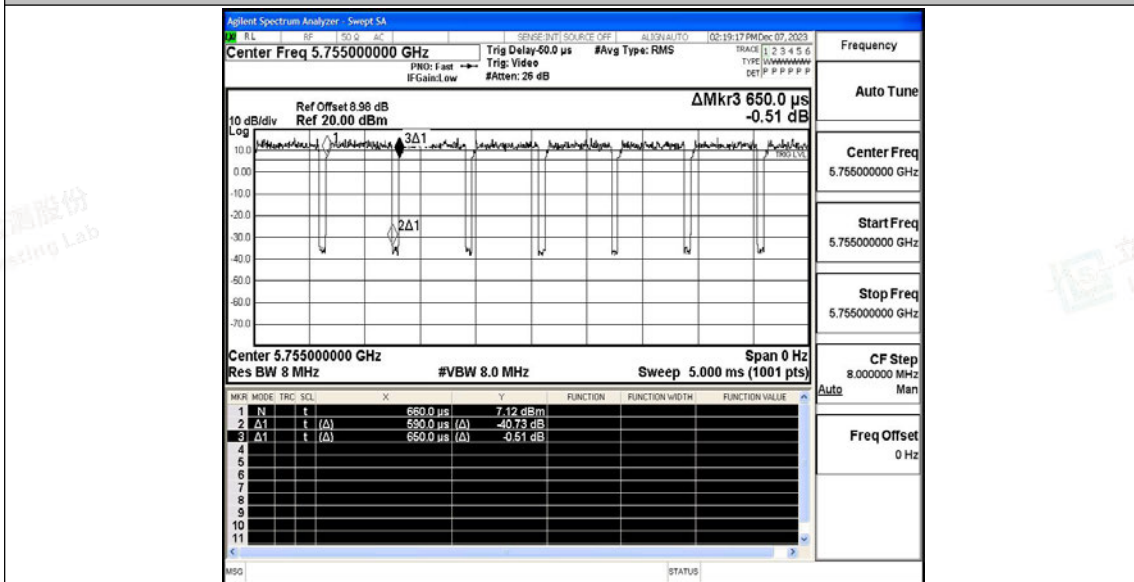 Agilent Spectrum Analyzer - Swept SA
RL RF 50 Ω AC SENSE:INT SOURCE OFF ALIGN AUTO 02:19:17 PM Dec 07, 2023
Center Freq 5.755000000 GHz
Trig Delay-50.0 µs #Avg Type: RMS
TRACE 1 2 3 4 5 6
PNO: Fast
Trig: Video
TYPE
IFGain:Low
#Atten: 26 dB
DET P P P P P P
ΔMkr3 650.0 µs
-0.51 dB
Ref Offset 8.98 dB
10 dB/div Ref 20.00 dBm
Log
1
3Δ1
2Δ1
TRIG LVL
10.0
0.00
-10.0
-20.0
-30.0
-40.0
-50.0
-60.0
-70.0
Center 5.755000000 GHz Span 0 Hz
Res BW 8 MHz #VBW 8.0 MHz Sweep 5.000 ms (1001 pts)
MKR MODE TRC SCL X Y FUNCTION FUNCTION WIDTH FUNCTION VALUE
1 N t 660.0 µs 7.12 dBm
2 Δ1 t (Δ) 590.0 µs (Δ) -40.73 dB
3 Δ1 t (Δ) 650.0 µs (Δ) -0.51 dB
4
5
6
7
8
9
10
11
MSG STATUS
Frequency
Auto Tune
Center Freq
5.755000000 GHz
Start Freq
5.755000000 GHz
Stop Freq
5.755000000 GHz
CF Step
8.000000 MHz
Auto Man
Freq Offset
0 Hz